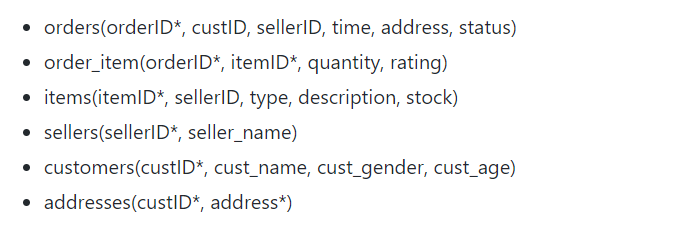 • orders(orderID*, custID, sellerID, time, address, status)
• order_item(orderID*, itemID*, quantity, rating)
• items(itemID*, sellerID, type, description, stock)
• sellers(sellerID*, seller_name)
• customers(custID*, cust_name, cust_gender, cust_age)
• addresses(custID*, address*)